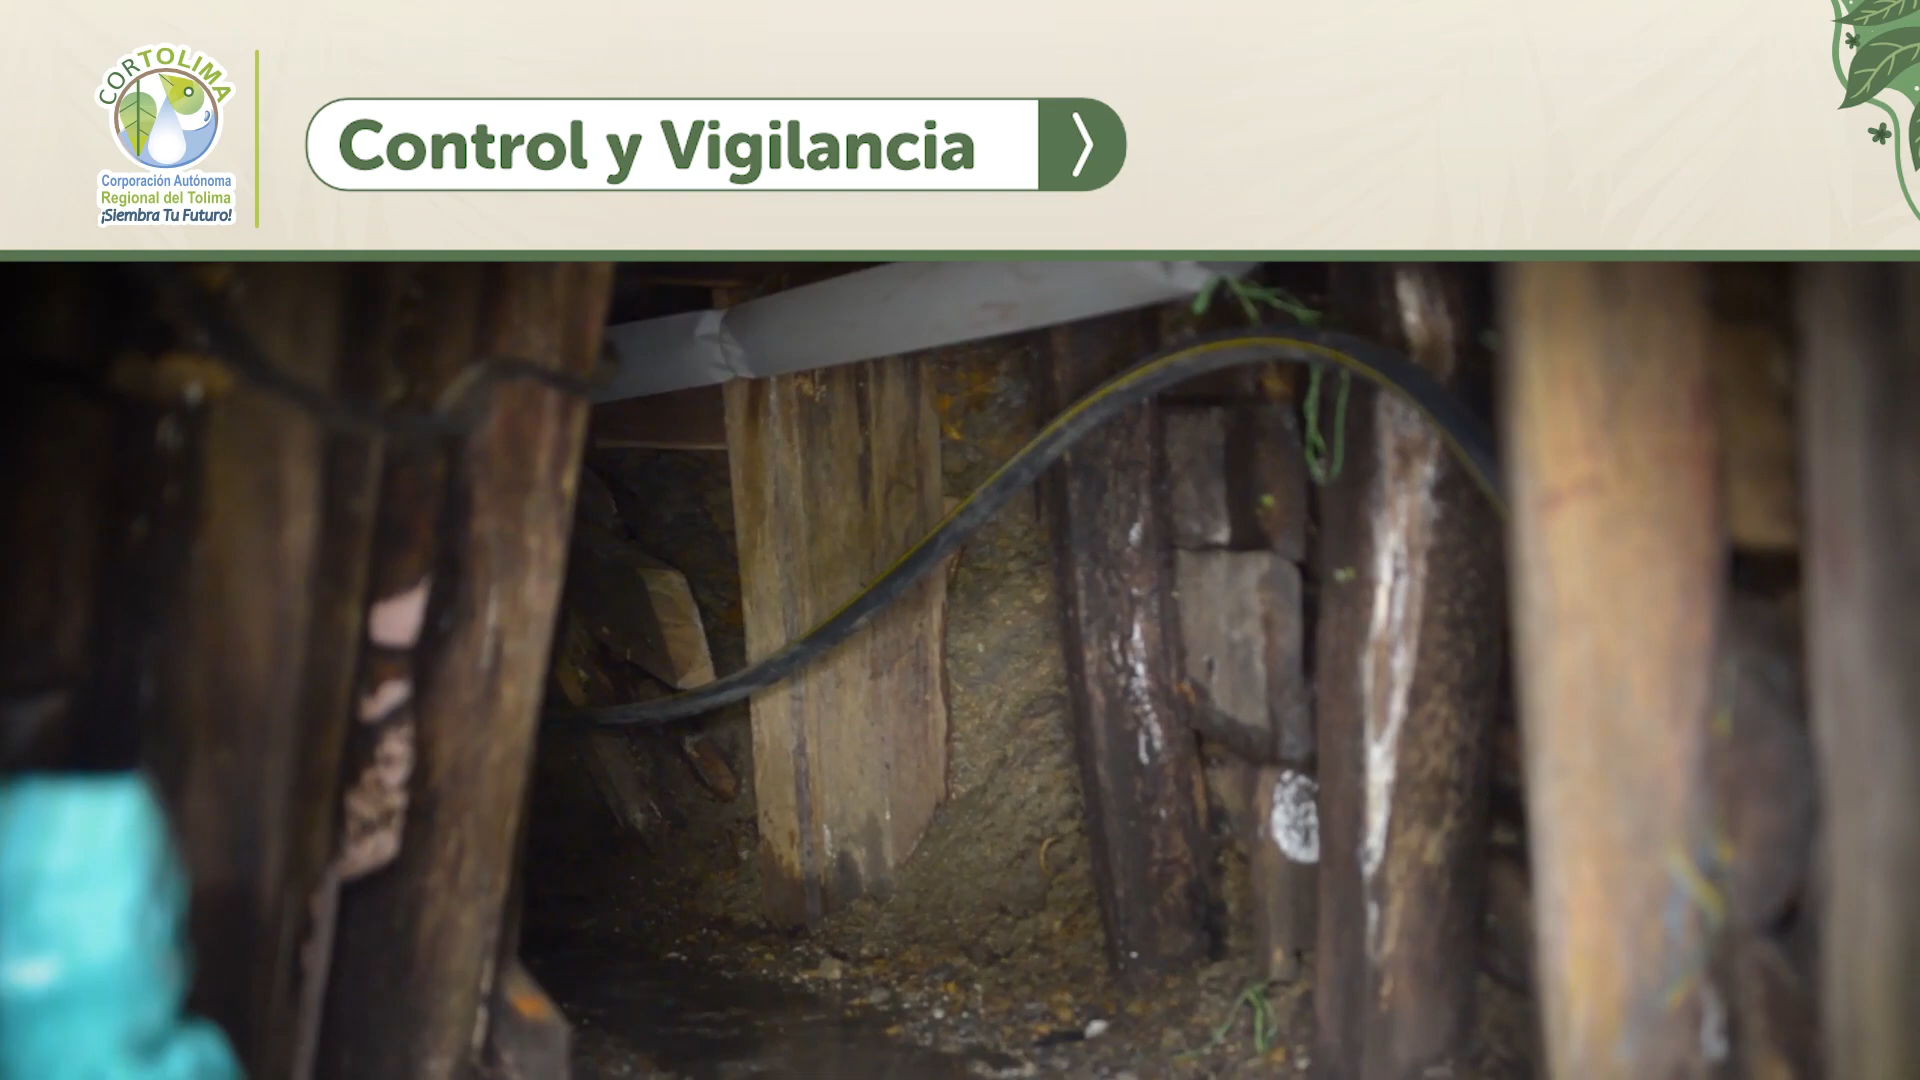 CORTOLIMA
Corporación Autónoma
Regional del Tolima
¡Siembra Tu Futuro!
Control y Vigilancia